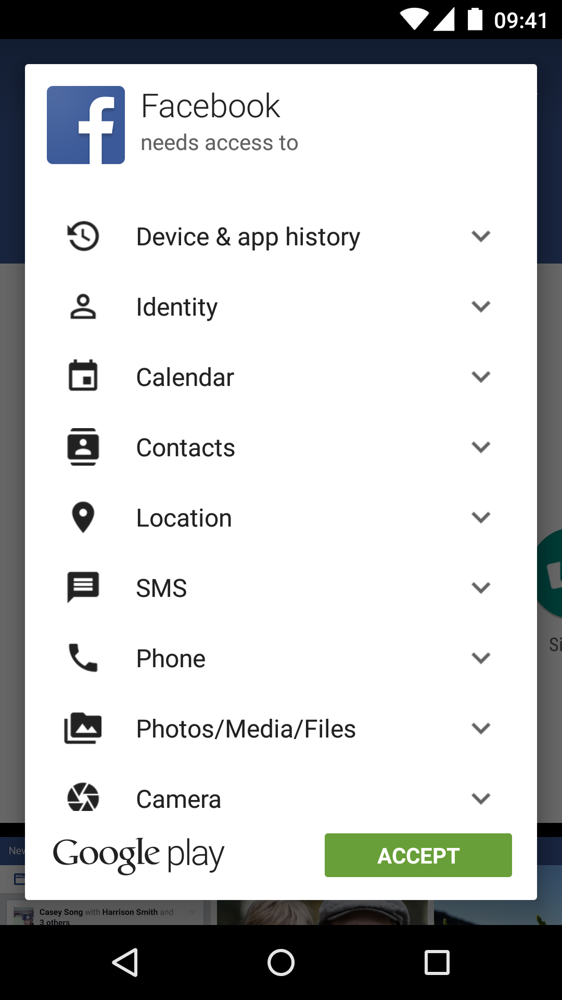 09:41
Facebook
needs access to
Device & app history
Identity
Calendar
Contacts
Location
SMS
Phone
Photos/Media/Files
Camera
Google play
ACCEPT
Casey Song with Harrison Smith and
3 others